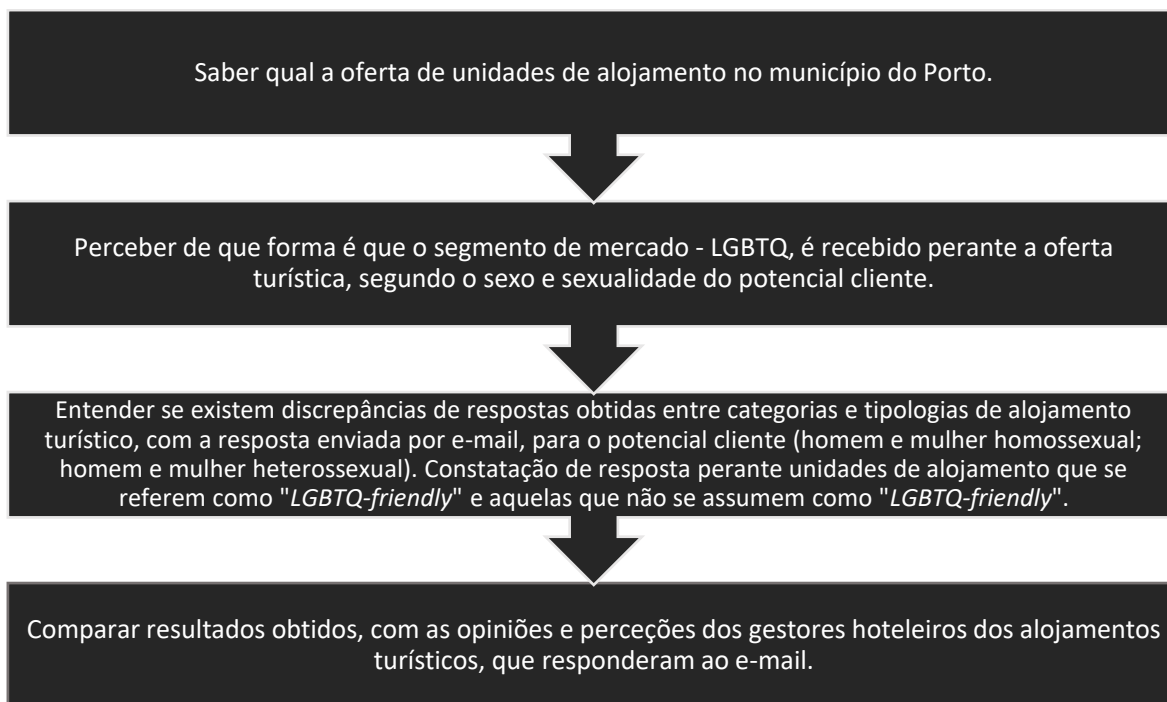 Saber qual a oferta de unidades de alojamento no município do Porto.
Perceber de que forma é que o segmento de mercado - LGBTQ, é recebido perante a oferta
turística, segundo o sexo e sexualidade do potencial cliente.
Entender se existem discrepâncias de respostas obtidas entre categorias e tipologias de alojamento
turístico, com a resposta enviada por e-mail, para o potencial cliente (homem e mulher homossexual;
homem e mulher heterossexual). Constatação de resposta perante unidades de alojamento que se
referem como "LGBTQ-friendly" e aquelas que não se assumem como "LGBTQ-friendly".
Comparar resultados obtidos, com as opiniões e perceções dos gestores hoteleiros dos alojamentos
turísticos, que responderam ao e-mail.